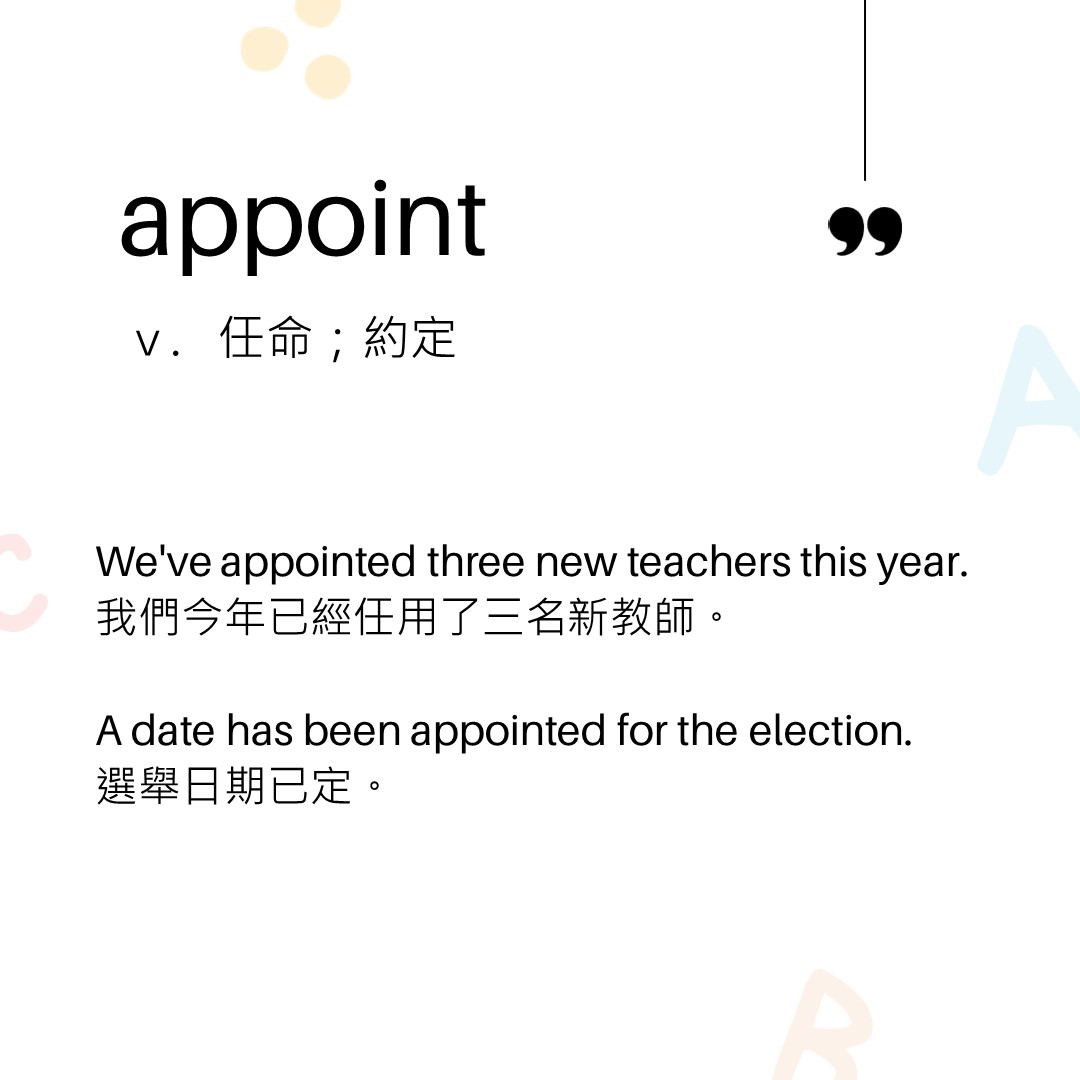 appoint
”
v. 任命；約定
We've appointed three new teachers this year.
我們今年已經任用了三名新教師。
A date has been appointed for the election.
選舉日期已定。
A
C
B